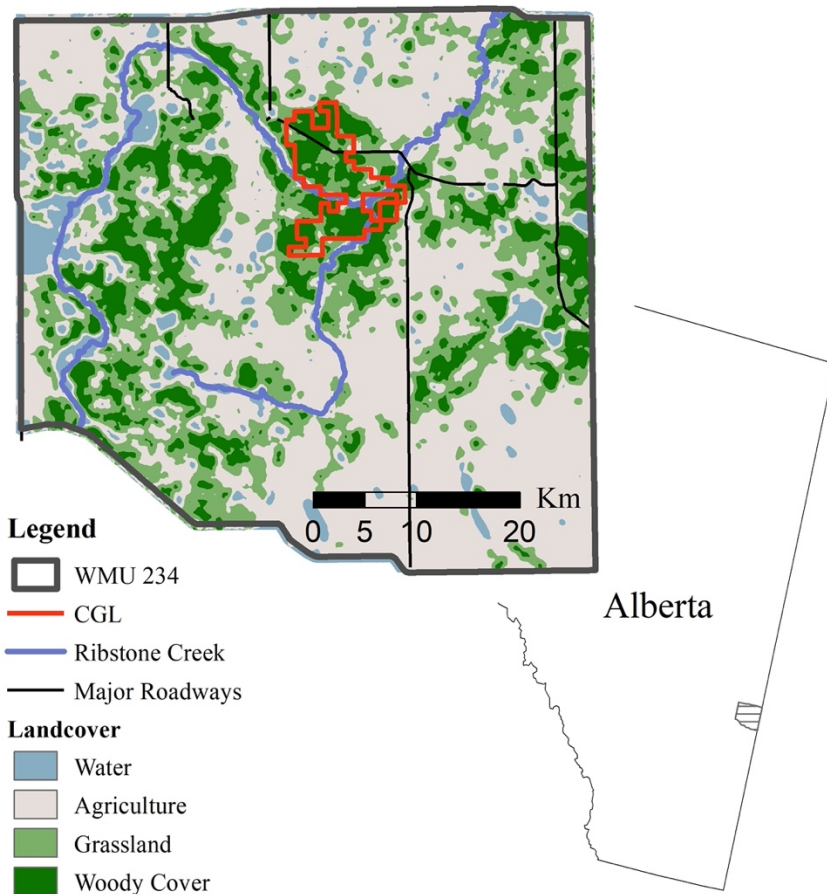 Km
0 5 10 20
Legend
WMU 234
CGL
Ribstone Creek
Major Roadways
Landcover
Water
Agriculture
Grassland
Woody Cover
Alberta